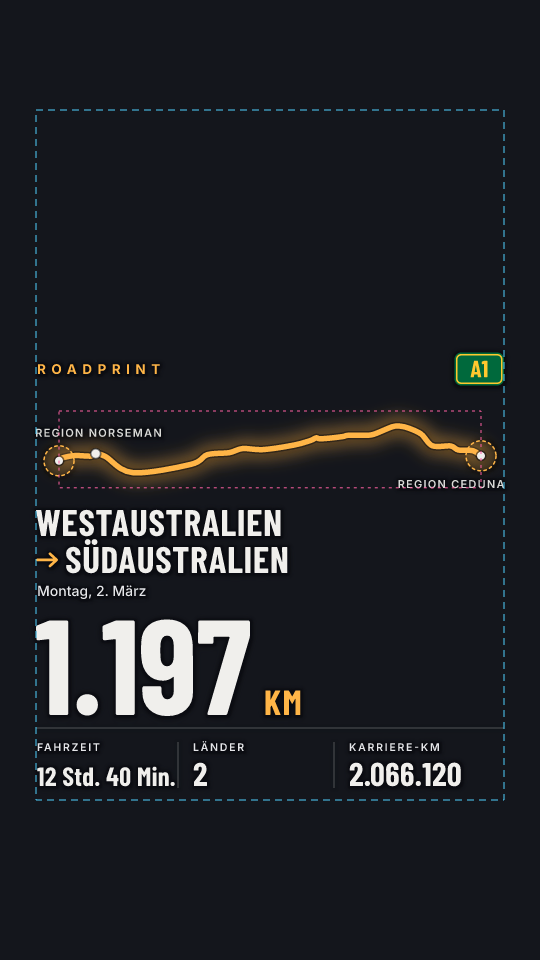 ROADPRINT
A1
REGION NORSEMAN
REGION CEDUNA
WESTAUSTRALIEN
→ SÜDAUSTRALIEN
Montag, 2. März
1.197 KM
FAHRZEIT
12 Std. 40 Min.
LÄNDER
2
KARRIERE-KM
2.066.120